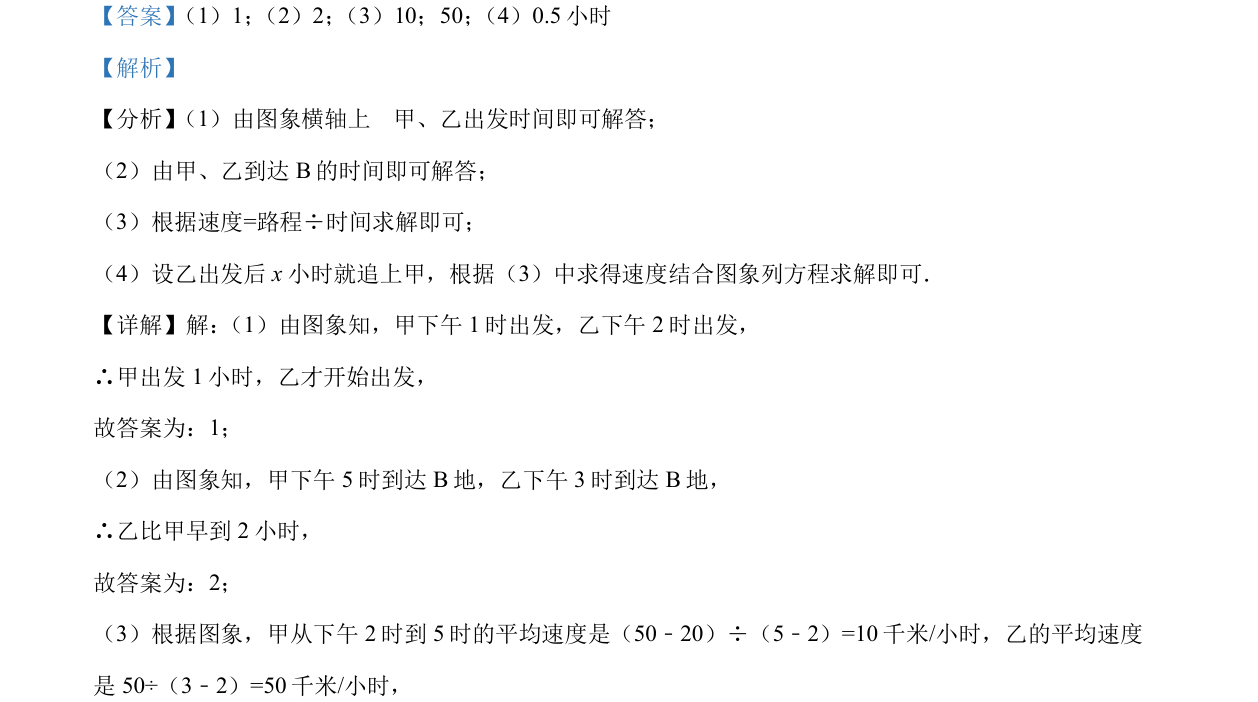 【答案】（1）1；（2）2；（3）10；50；（4）0.5 小时
【解析】
【分析】（1）由图象横轴上　甲、乙出发时间即可解答；
（2）由甲、乙到达 B 的时间即可解答；
（3）根据速度=路程÷时间求解即可；
（4）设乙出发后 x 小时就追上甲，根据（3）中求得速度结合图象列方程求解即可．
【详解】解：（1）由图象知，甲下午 1 时出发，乙下午 2 时出发，
∴甲出发 1 小时，乙才开始出发，
故答案为：1；
（2）由图象知，甲下午 5 时到达 B 地，乙下午 3 时到达 B 地，
∴乙比甲早到 2 小时，
故答案为：2；
（3）根据图象，甲从下午 2 时到 5 时的平均速度是（50﹣20）÷（5﹣2）=10 千米/小时，乙的平均速度
是 50÷（3﹣2）=50 千米/小时，